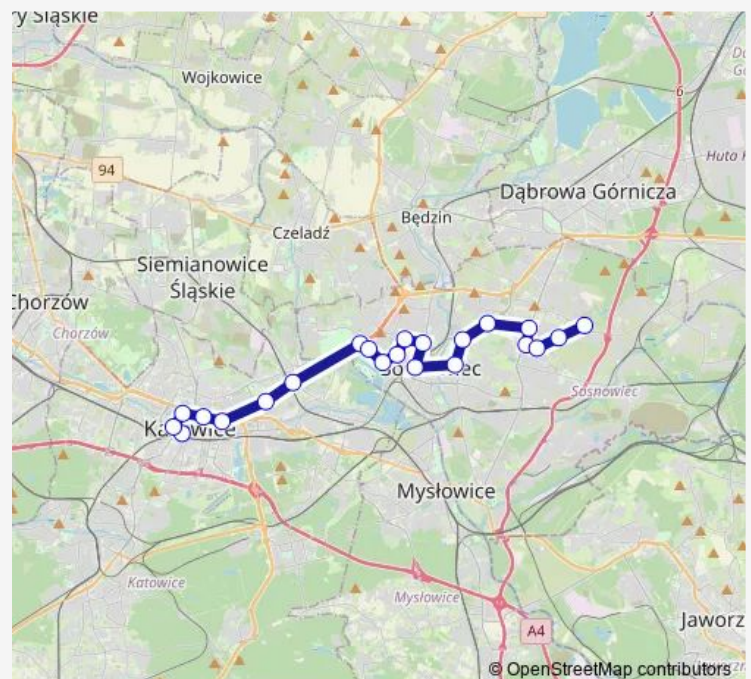 ry Śląskie
Wojkowice
6
94
Huta
Dąbrowa Górnicza
Będzin
Czeladź
Siemianowice
Śląskie
Chorzów
Chorzów
Sosnowiec
Katowice
Mysłowice
Katowice
Mysłowice
Jaworz
A4
© OpenStreetMap contributors